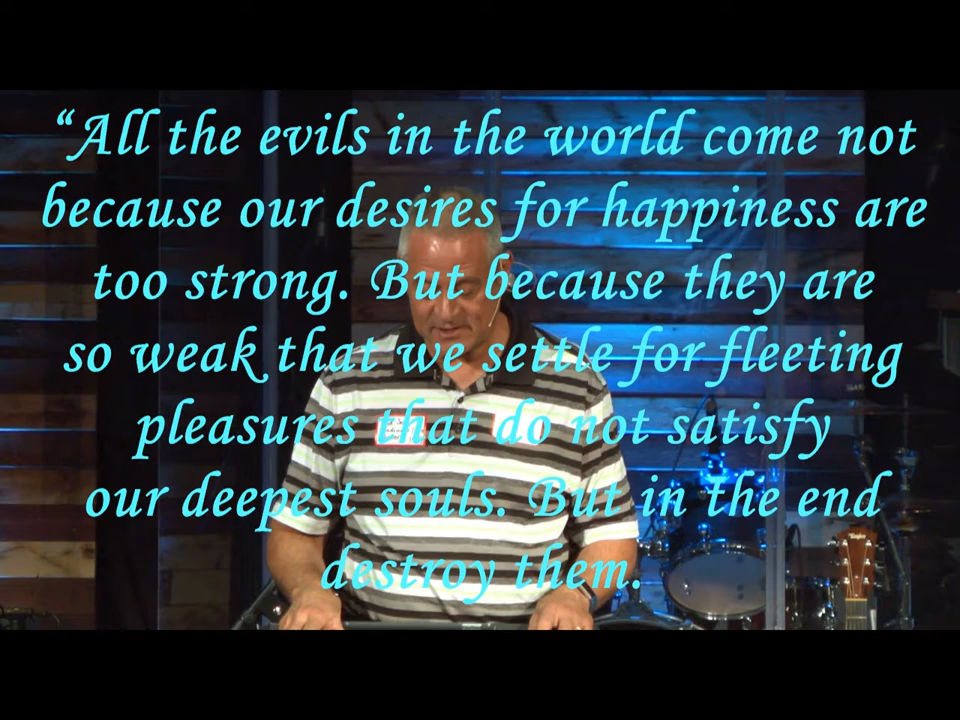 “All the evils in the world come not
because our desires for happiness are
too strong. But because they are
so weak that we settle for fleeting
pleasures that do not satisfy
our deepest souls. But in the end
destroy them.